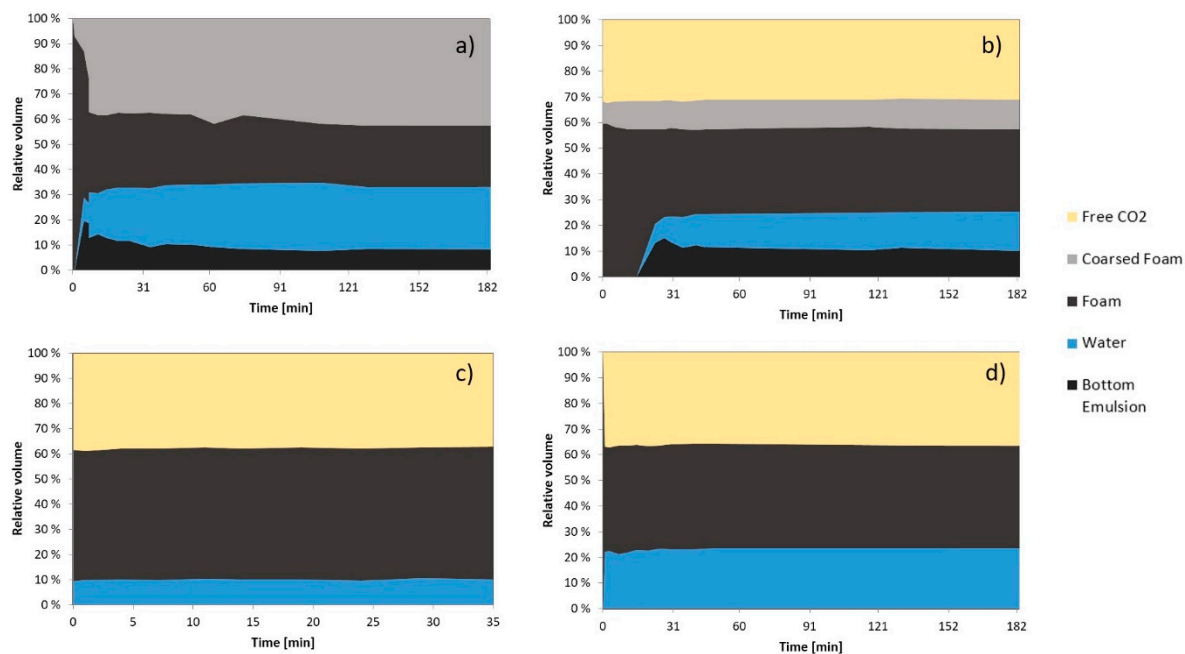 100 %
90 %
80 %
70 %
60 %
50 %
40 %
30 %
20 %
10 %
0 %
Relative volume
a)
0 31 60 91 121 152 182
Time [min]
100 %
90 %
80 %
70 %
60 %
50 %
40 %
30 %
20 %
10 %
0 %
Relative volume
b)
0 31 60 91 121 152 182
Time [min]
100 %
90 %
80 %
70 %
60 %
50 %
40 %
30 %
20 %
10 %
0 %
Relative volume
c)
0 5 10 15 20 25 30 35
Time [min]
100 %
90 %
80 %
70 %
60 %
50 %
40 %
30 %
20 %
10 %
0 %
Relative volume
d)
0 31 60 91 121 152 182
Time [min]
Free CO2
Coarsed Foam
Foam
Water
Bottom
Emulsion